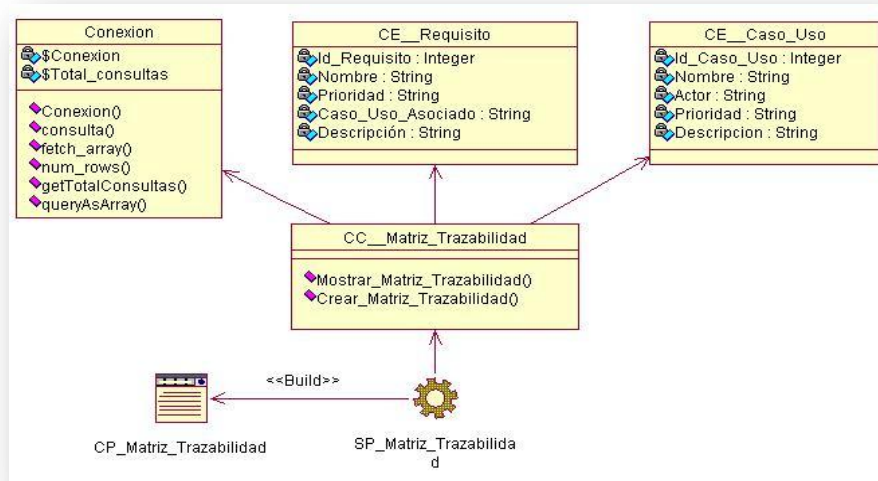 Conexion
$Conexion
$Total_consultas
Conexion()
consulta()
fetch_array()
num_rows()
getTotalConsultas()
queryAsArray()
CE__Requisito
Id_Requisito : Integer
Nombre : String
Prioridad : String
Caso_Uso_Asociado : String
Descripción : String
CE__Caso_Uso
Id_Caso_Uso : Integer
Nombre : String
Actor : String
Prioridad : String
Descripcion : String
CC__Matriz_Trazabilidad
Mostrar_Matriz_Trazabilidad()
Crear_Matriz_Trazabilidad()
<<Build>>
CP_Matriz_Trazabilidad
SP_Matriz_Trazabilida
d